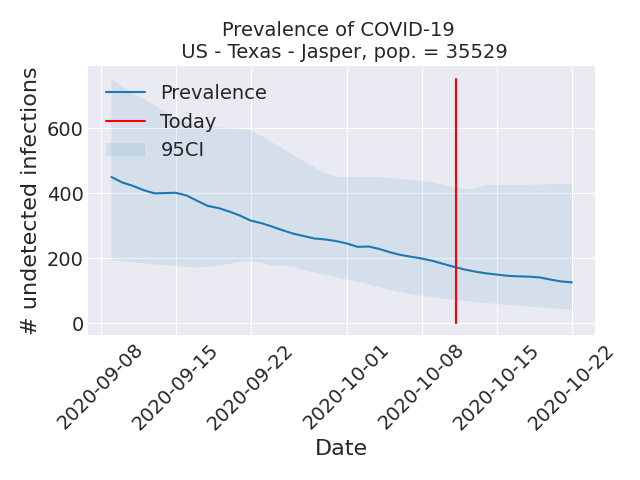 Prevalence of COVID-19
US - Texas - Jasper, pop. = 35529
# undetected infections
600
400
200
0
Prevalence
Today
95CI
2020-09-08
2020-09-15
2020-09-22
2020-10-01
2020-10-08
2020-10-15
2020-10-22
Date